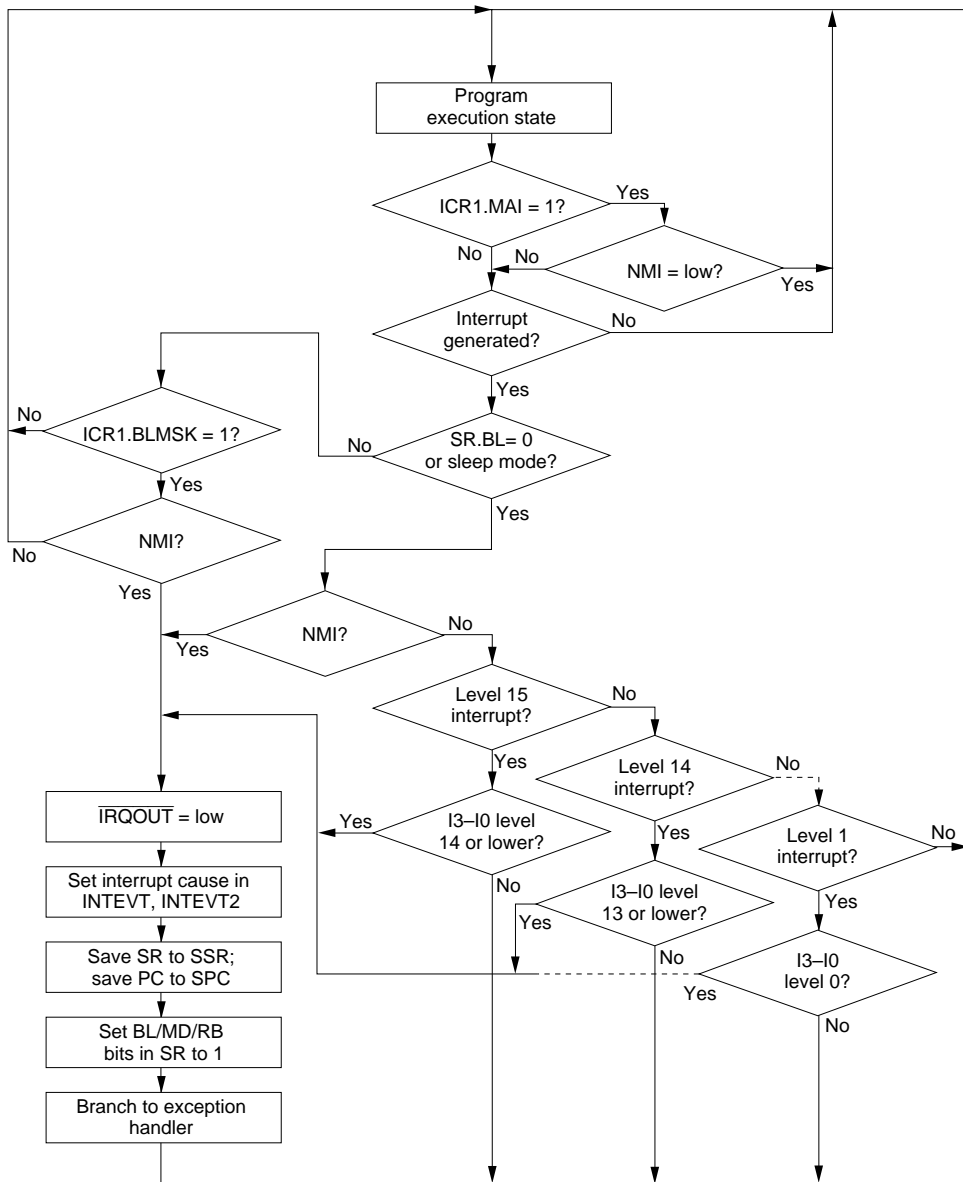 Program
execution state
ICR1.MAI = 1?
Yes
No
NMI = low?
No
Yes
Interrupt
generated?
No
Yes
SR.BL= 0
or sleep mode?
No
Yes
ICR1.BLMSK = 1?
No
Yes
NMI?
No
Yes
NMI?
Yes
No
Level 15
interrupt?
No
Yes
Level 14
interrupt?
No
Yes
I3–I0 level
14 or lower?
Yes
No
Level 1
interrupt?
No
Yes
I3–I0 level
13 or lower?
Yes
No
I3–I0
level 0?
Yes
No
IRQOUT = low
Set interrupt cause in
INTEVT, INTEVT2
Save SR to SSR;
save PC to SPC
Set BL/MD/RB
bits in SR to 1
Branch to exception
handler